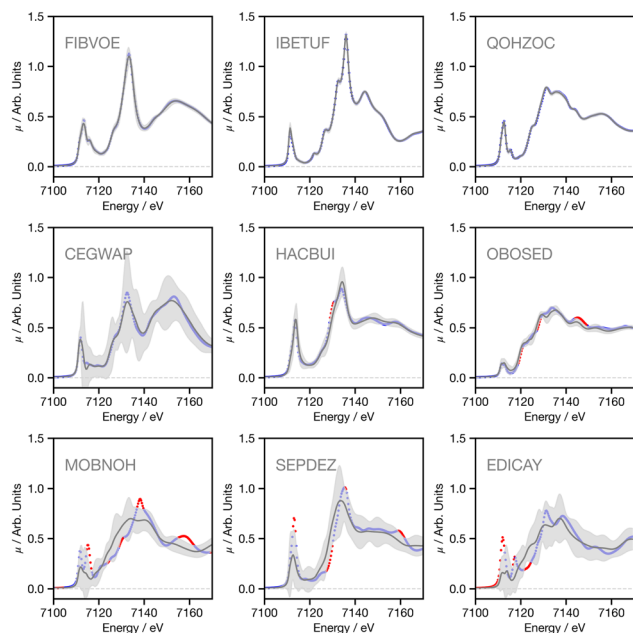 1.5
FIBVOE
1.0
0.5
0.0
μ / Arb. Units
7100 7120 7140 7160
Energy / eV
1.5
IBETUF
1.0
0.5
0.0
μ / Arb. Units
7100 7120 7140 7160
Energy / eV
1.5
QOHZOC
1.0
0.5
0.0
μ / Arb. Units
7100 7120 7140 7160
Energy / eV
1.5
CEGWAP
1.0
0.5
0.0
μ / Arb. Units
7100 7120 7140 7160
Energy / eV
1.5
HACBUI
1.0
0.5
0.0
μ / Arb. Units
7100 7120 7140 7160
Energy / eV
1.5
OBOSED
1.0
0.5
0.0
μ / Arb. Units
7100 7120 7140 7160
Energy / eV
1.5
MOBNOH
1.0
0.5
0.0
μ / Arb. Units
7100 7120 7140 7160
Energy / eV
1.5
SEPDEZ
1.0
0.5
0.0
μ / Arb. Units
7100 7120 7140 7160
Energy / eV
1.5
EDICAY
1.0
0.5
0.0
μ / Arb. Units
7100 7120 7140 7160
Energy / eV